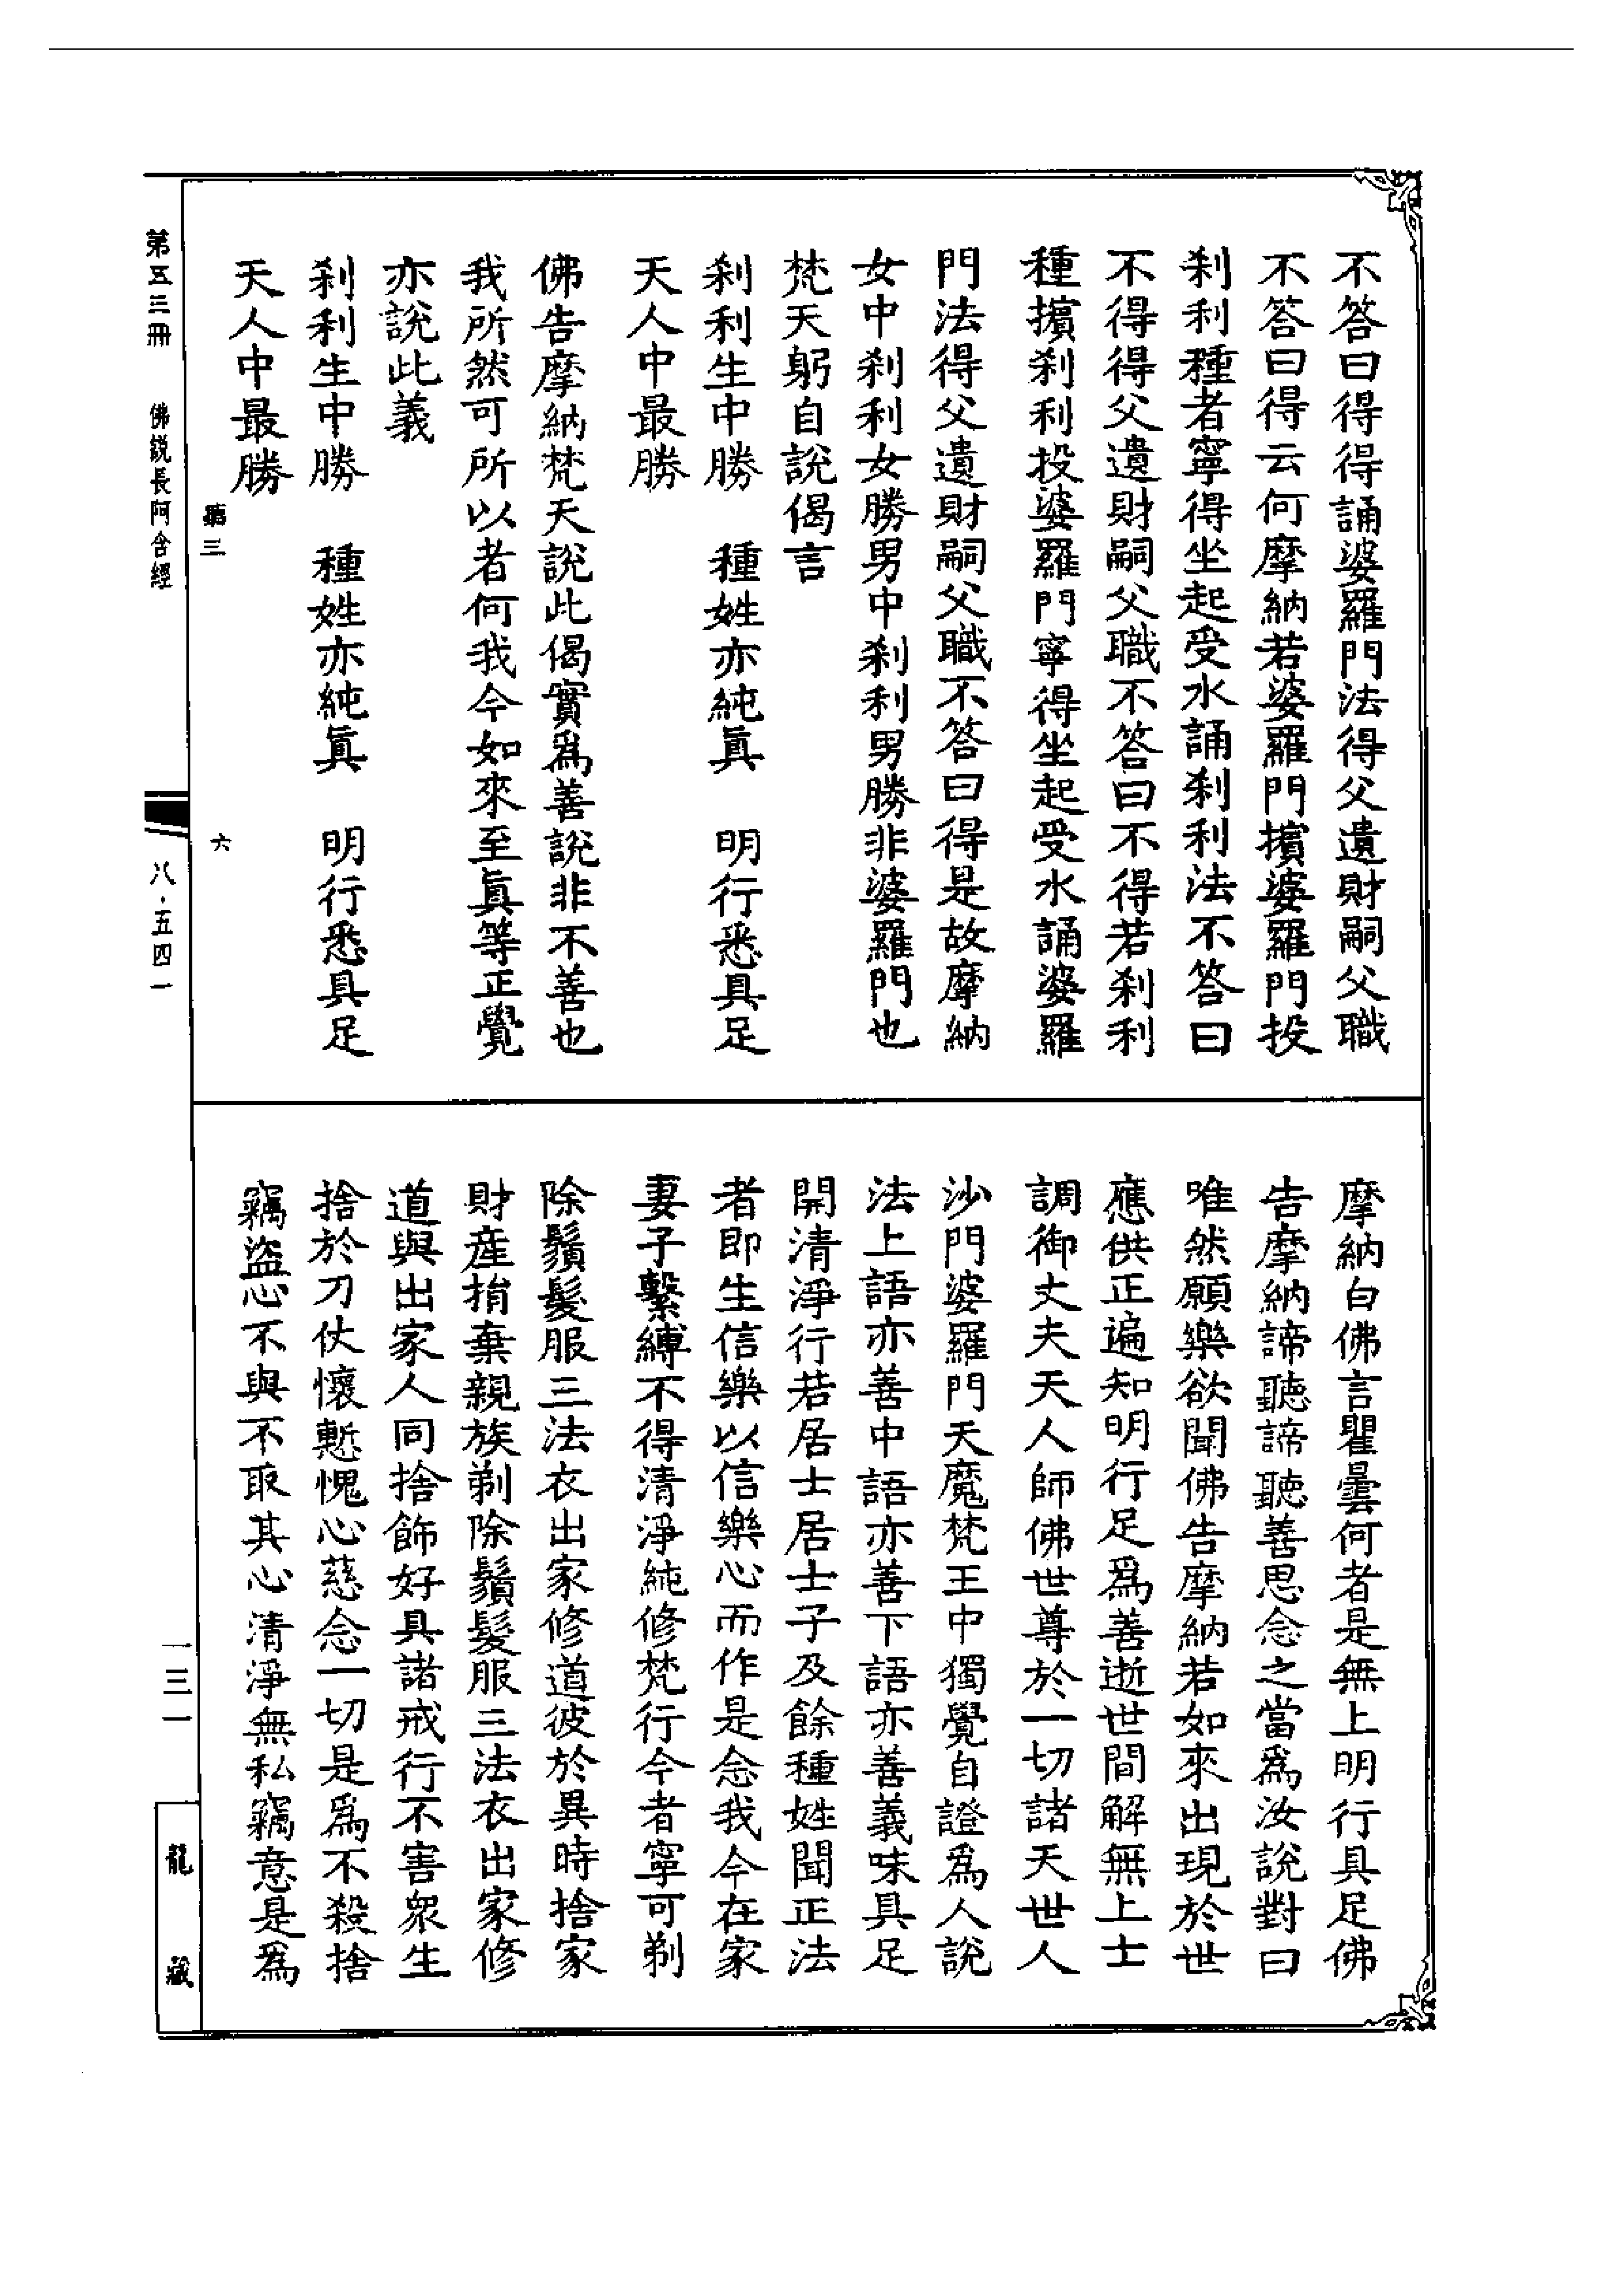 不答曰得得誦婆羅門法得父遺財嗣父職
不答曰得云何摩納若婆羅門擯婆羅門投
剎利種者寧得坐起受水誦剎利法不答曰
不得得父遺財嗣父職不答曰不得若剎利
種擯剎利投婆羅門寧得坐起受水誦婆羅
門法得父遺財嗣父職不答曰得是故摩納
女中剎利女勝男中剎利男勝非婆羅門也
梵天躬自說偈言
剎利生中勝　種姓亦純真　明行悉具足
天人中最勝
佛告摩納梵天說此偈實為善說非不善也
我所然可所以者何我今如來至真等正覺
亦說此義
剎利生中勝　種姓亦純真　明行悉具足
天人中最勝
聽三　六
摩納白佛言瞿曇何者是無上明行具足佛
告摩納諦聽諦聽善思念之當為汝說對曰
唯然願樂欲聞佛告摩納若如來出現於世
應供正遍知明行足為善逝世間解無上士
調御丈夫天人師佛世尊於一切諸天世人
沙門婆羅門天魔梵王中獨覺自證為人說
法上語亦善中語亦善下語亦善義味具足
開清淨行若居士居士子及餘種姓聞正法
者即生信樂以信樂心而作是念我今在家
妻子繫縛不得清淨純修梵行今者寧可剃
除鬚髮服三法衣出家修道彼於異時捨家
財產捐棄親族剃除鬚髮服三法衣出家修
道與出家人同捨飾好具諸戒行不害眾生
捨於刀仗懷慙愧心慈念一切是為不殺捨
竊盜心不與不取其心清淨無私竊意是為
第五三冊　佛說長阿含經　八·五四一　一三一　龍藏